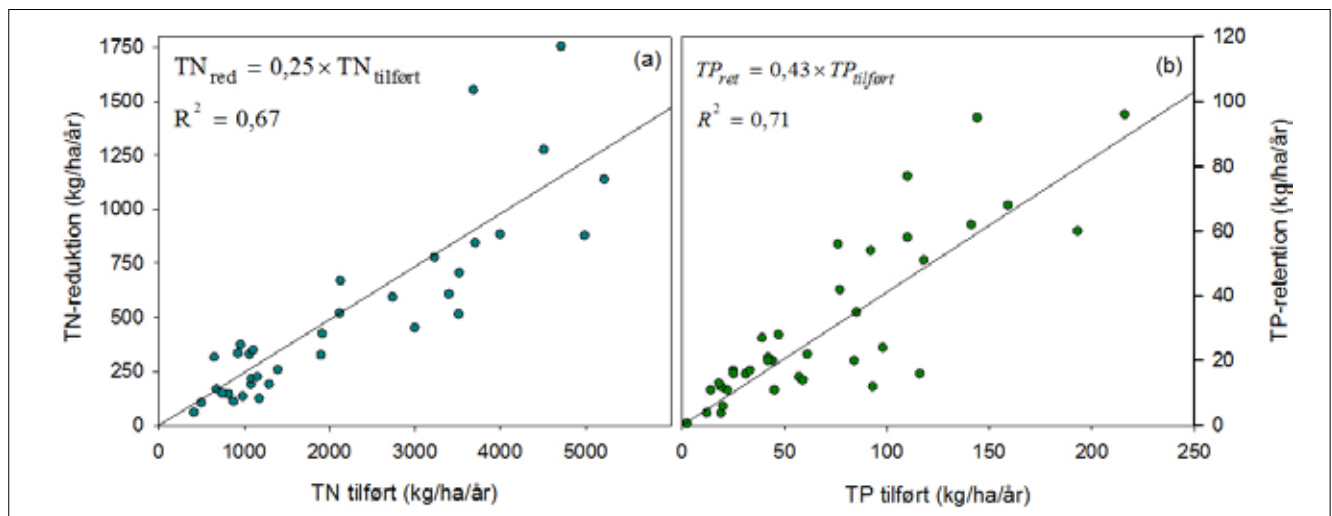 TN-reduktion (kg/ha/år)
1750
1500
1250
1000
750
500
250
0
TN_red = 0,25 × TN_tilført
R² = 0,67
(a)
0 1000 2000 3000 4000 5000
TN tilført (kg/ha/år)
TP_ret = 0,43 × TP_tilført
R² = 0,71
(b)
0 50 100 150 200 250
TP tilført (kg/ha/år)
120
100
80
60
40
20
0
TP-retention (kg/ha/år)